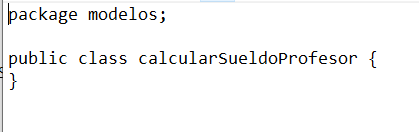 package modelos;
public class calcularSueldoProfesor {
}